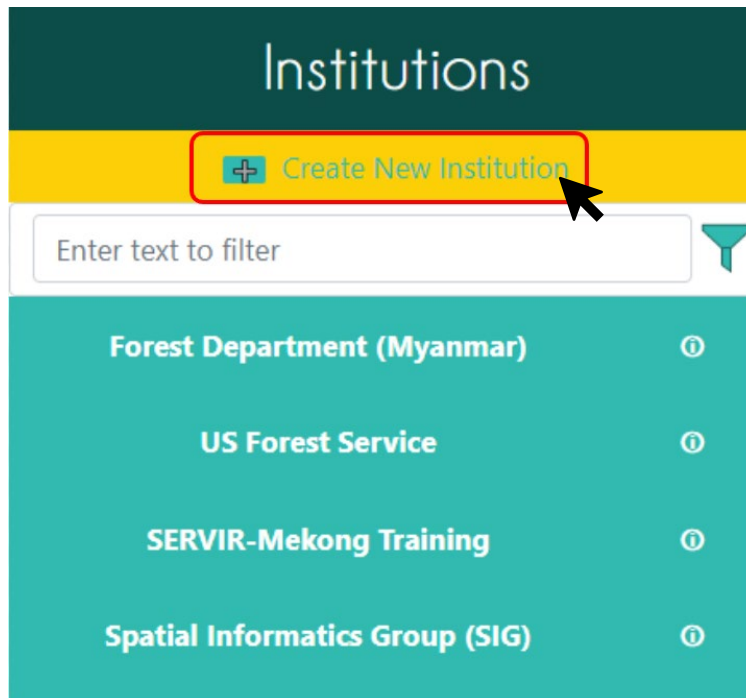 Institutions
Create New Institution
Enter text to filter
Forest Department (Myanmar)
US Forest Service
SERVIR-Mekong Training
Spatial Informatics Group (SIG)